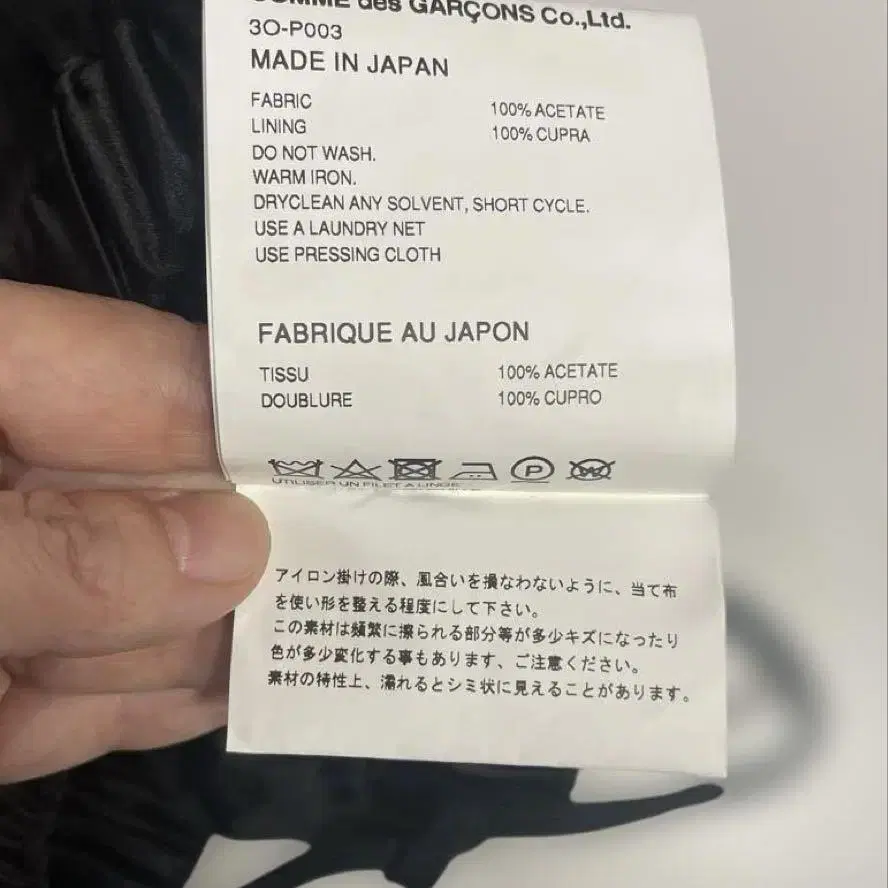 COMME des GARÇONS Co.,Ltd.
3O-P003
MADE IN JAPAN
FABRIC 100% ACETATE
LINING 100% CUPRA
DO NOT WASH.
WARM IRON.
DRYCLEAN ANY SOLVENT, SHORT CYCLE.
USE A LAUNDRY NET
USE PRESSING CLOTH
FABRIQUE AU JAPON
TISSU 100% ACETATE
DOUBLURE 100% CUPRO
P
W
UTILISER UN FILET A LINGE
アイロン掛けの際、風合いを損なわないように、当て布
を使い形を整える程度にして下さい。
この素材は頻繁に擦られる部分等が多少キズになったり
色が多少変化する事もあります、ご注意ください。
素材の特性上、濡れるとシミ状に見えることがあります。